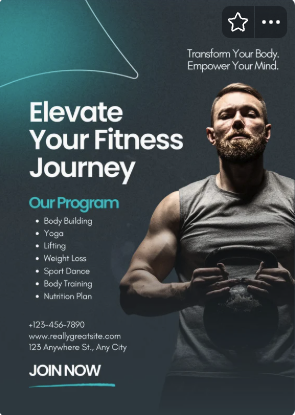 Transform Your Body.
Empower Your Mind.
Elevate
Your Fitness
Journey
Our Program
• Body Building
• Yoga
• Lifting
• Weight Loss
• Sport Dance
• Body Training
• Nutrition Plan
+123-456-7890
www.reallygreatsite.com
123 Anywhere St., Any City
JOIN NOW